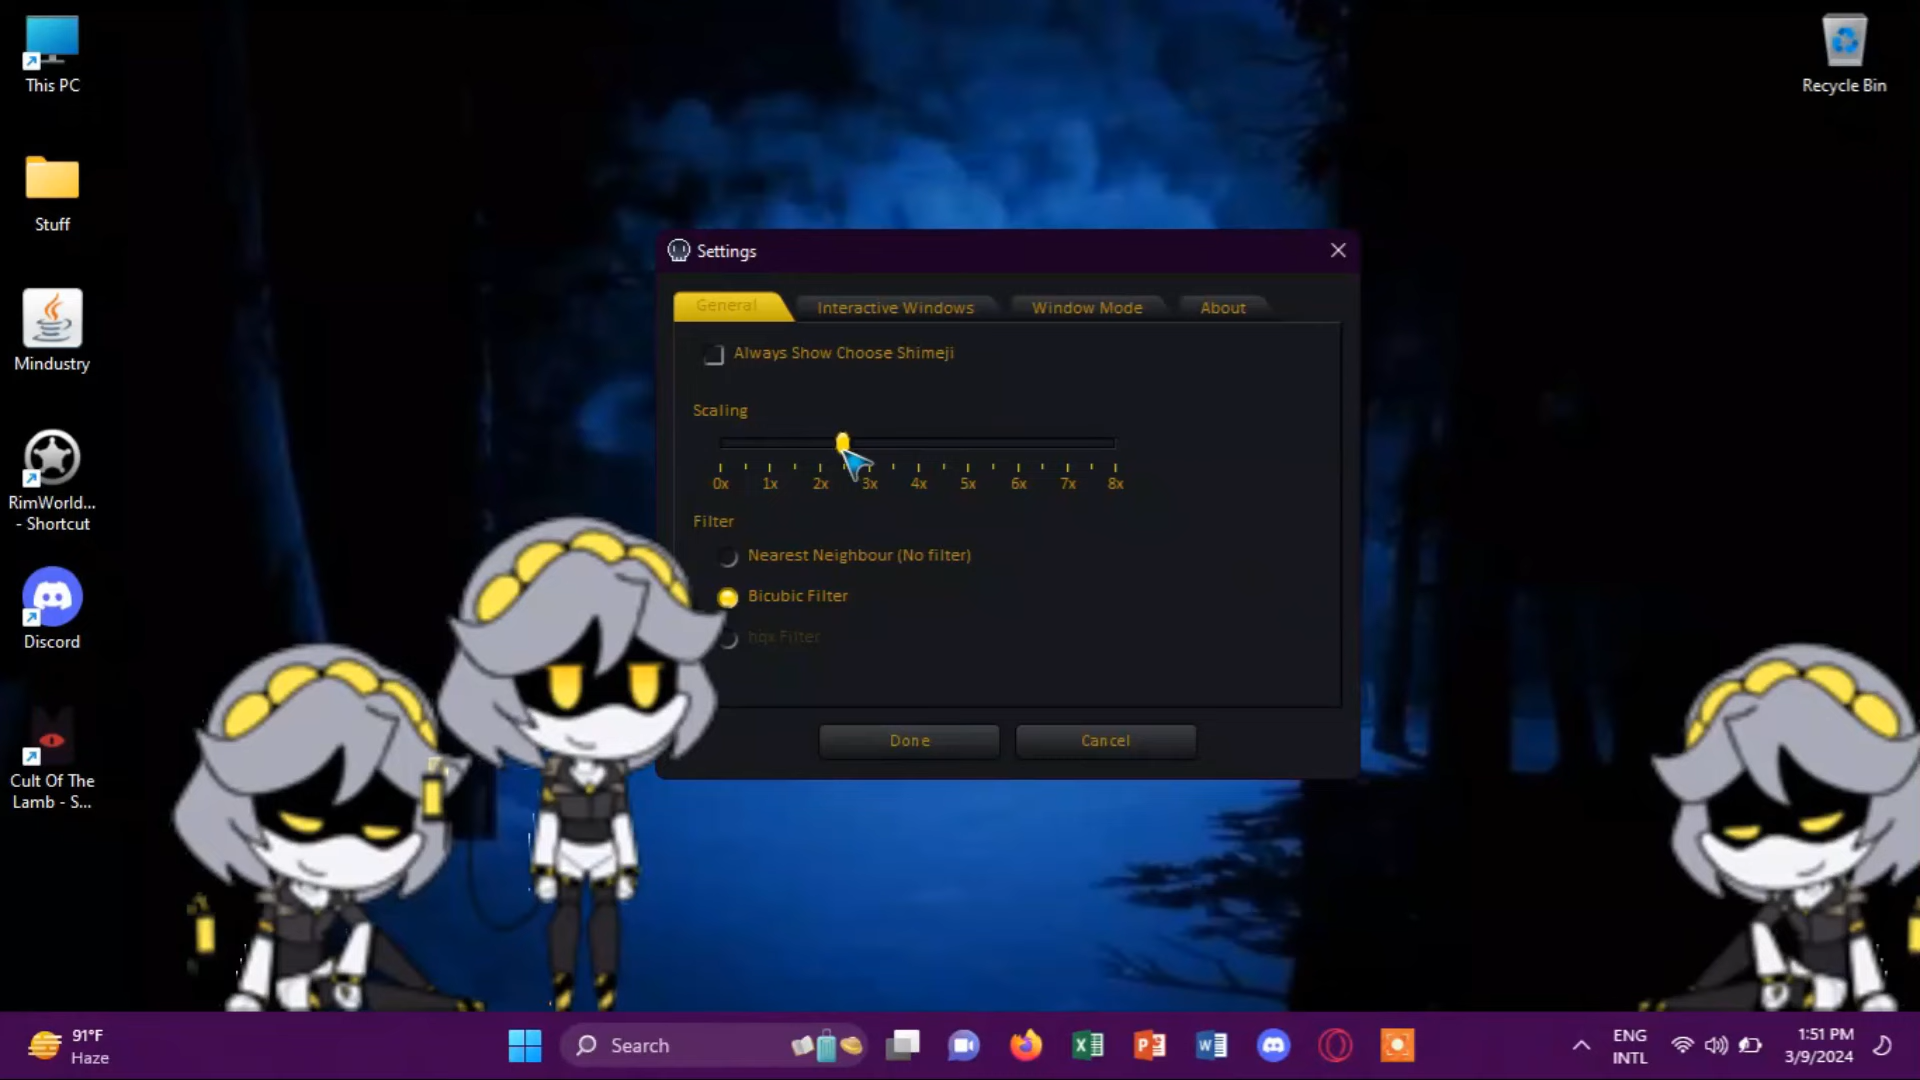 This PC
Recycle Bin
Stuff
Mindustry
RimWorld...
- Shortcut
Discord
Cult Of The
Lamb - S...
Settings
General
Interactive Windows
Window Mode
About
Always Show Choose Shimeji
Scaling
0x 1x 2x 3x 4x 5x 6x 7x 8x
Filter
Nearest Neighbour (No filter)
Bicubic Filter
hqx Filter
Done
Cancel
91°F
Haze
Search
ENG
INTL
1:51 PM
3/9/2024